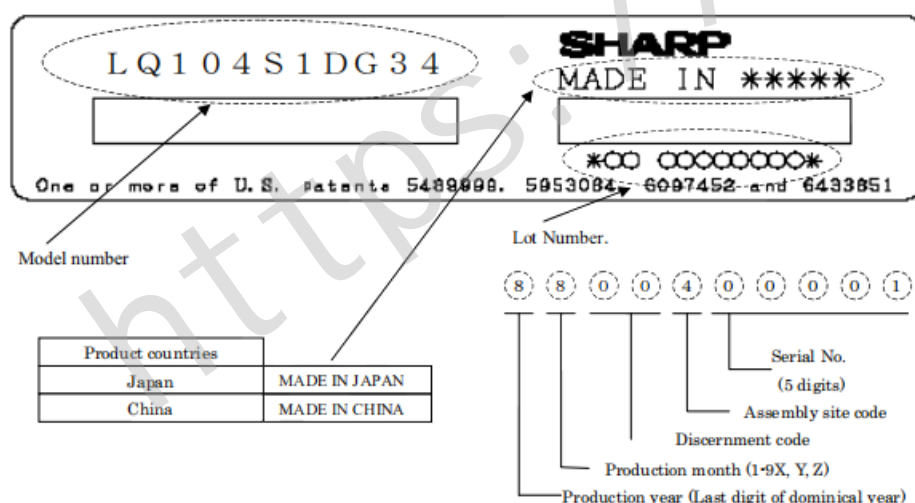 LQ104S1DG34
SHARP
MADE IN *****
*○○ ○○○○○○○○*
One or more of U.S. patents 5489999. 5953084. 6097452 and 6433851
Model number
Lot Number.
8 8 0 0 4 0 0 0 0 1
Product countries
Japan MADE IN JAPAN
China MADE IN CHINA
Serial No.
(5 digits)
Assembly site code
Discernment code
Production month (1・9X, Y, Z)
Production year (Last digit of dominical year)
https:/